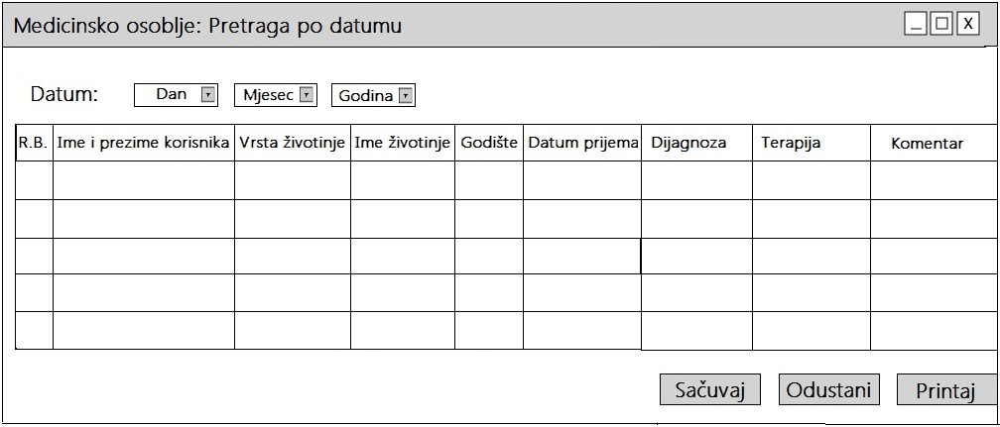 Medicinsko osoblje: Pretraga po datumu
_ □ X
Datum: Dan Mjesec Godina
R.B. Ime i prezime korisnika Vrsta životinje Ime životinje Godište Datum prijema Dijagnoza Terapija Komentar
Sačuvaj Odustani Printaj